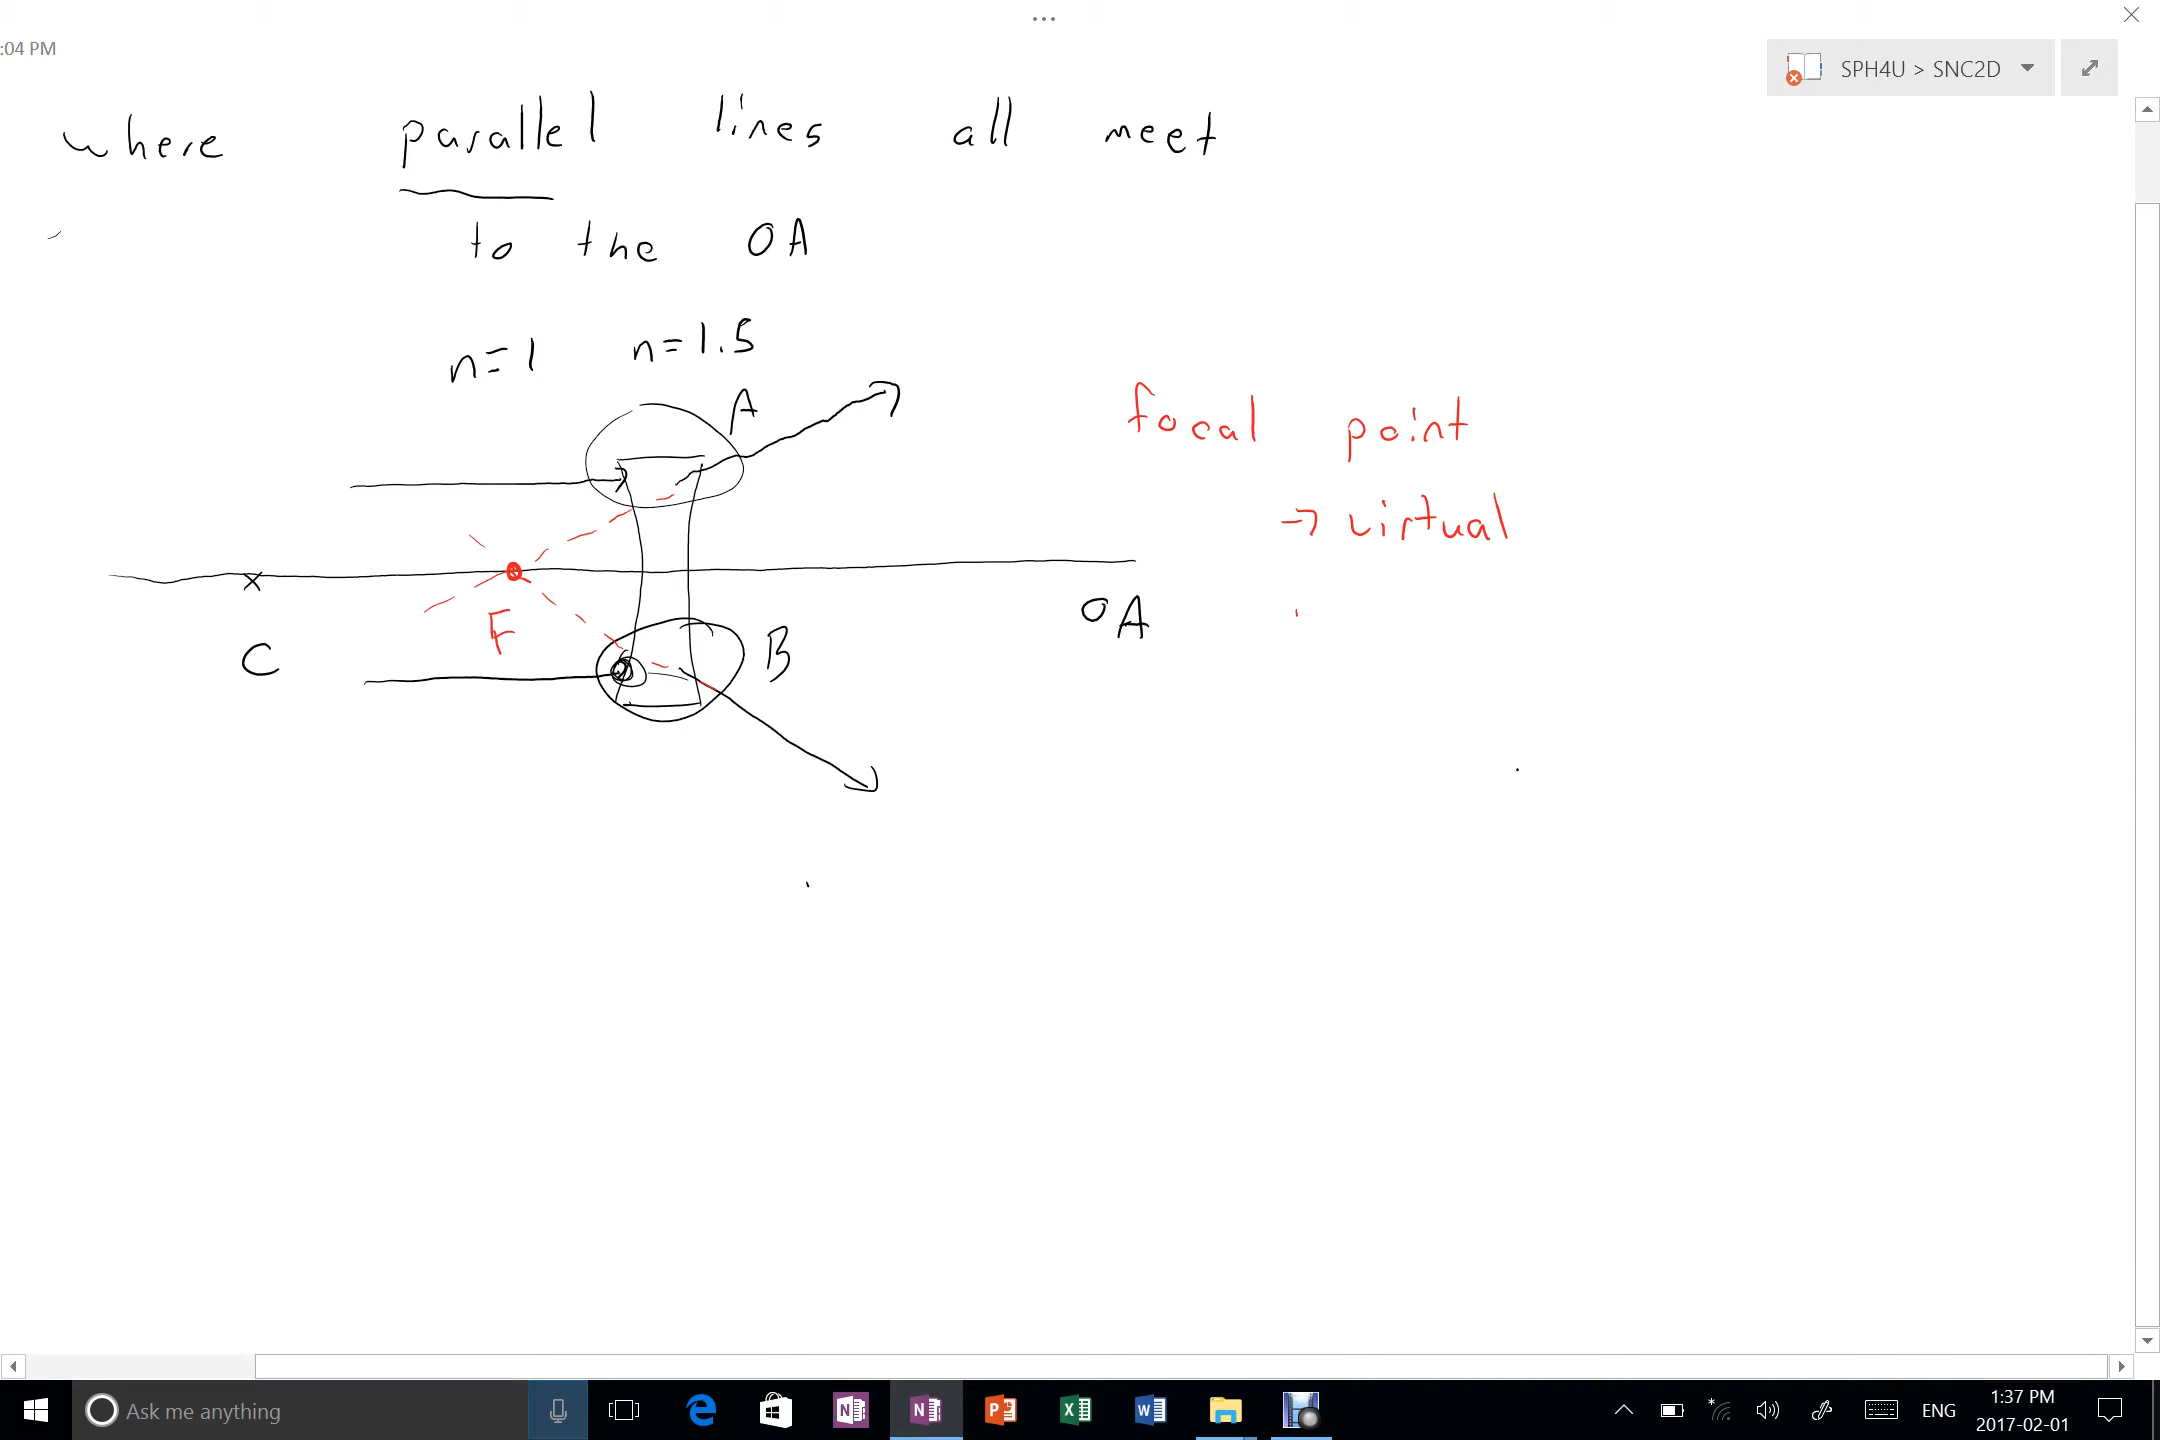 :04 PM
SPH4U > SNC2D
where parallel lines all meet
to the OA
n=1 n=1.5
A
focal point
→ virtual
F
OA
C
B
Ask me anything
ENG
1:37 PM
2017-02-01